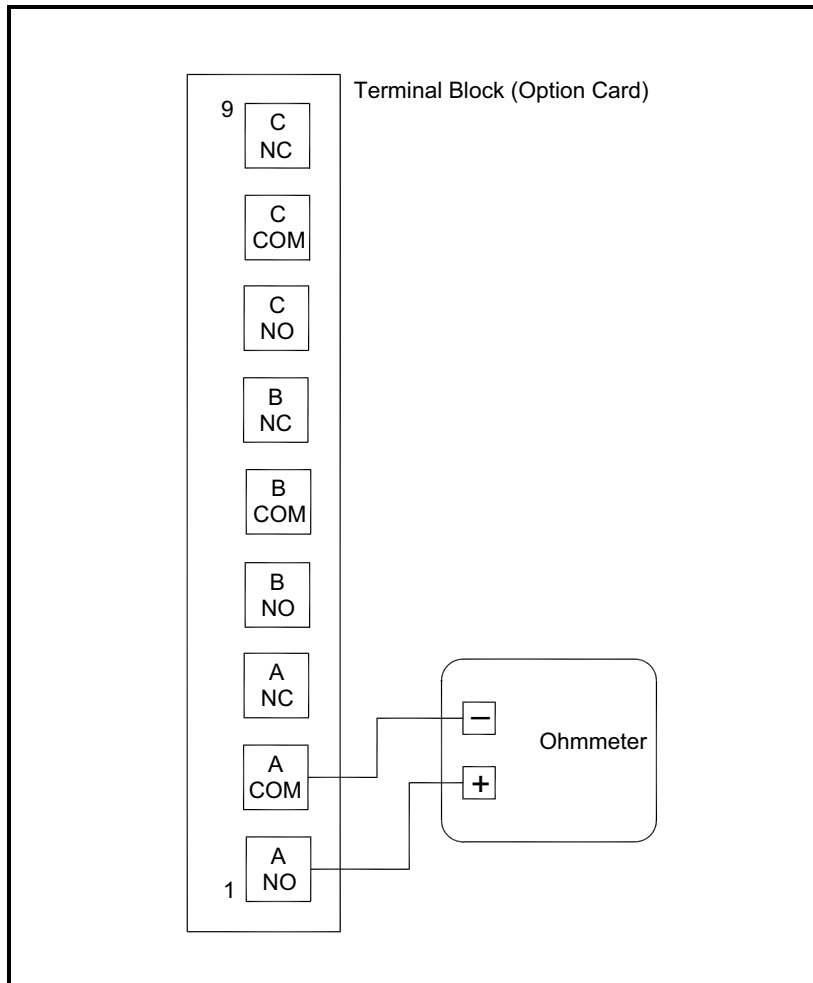 Terminal Block (Option Card)
9
C
NC
C
COM
C
NO
B
NC
B
COM
B
NO
A
NC
A
COM
A
NO
1
−
Ohmmeter
+